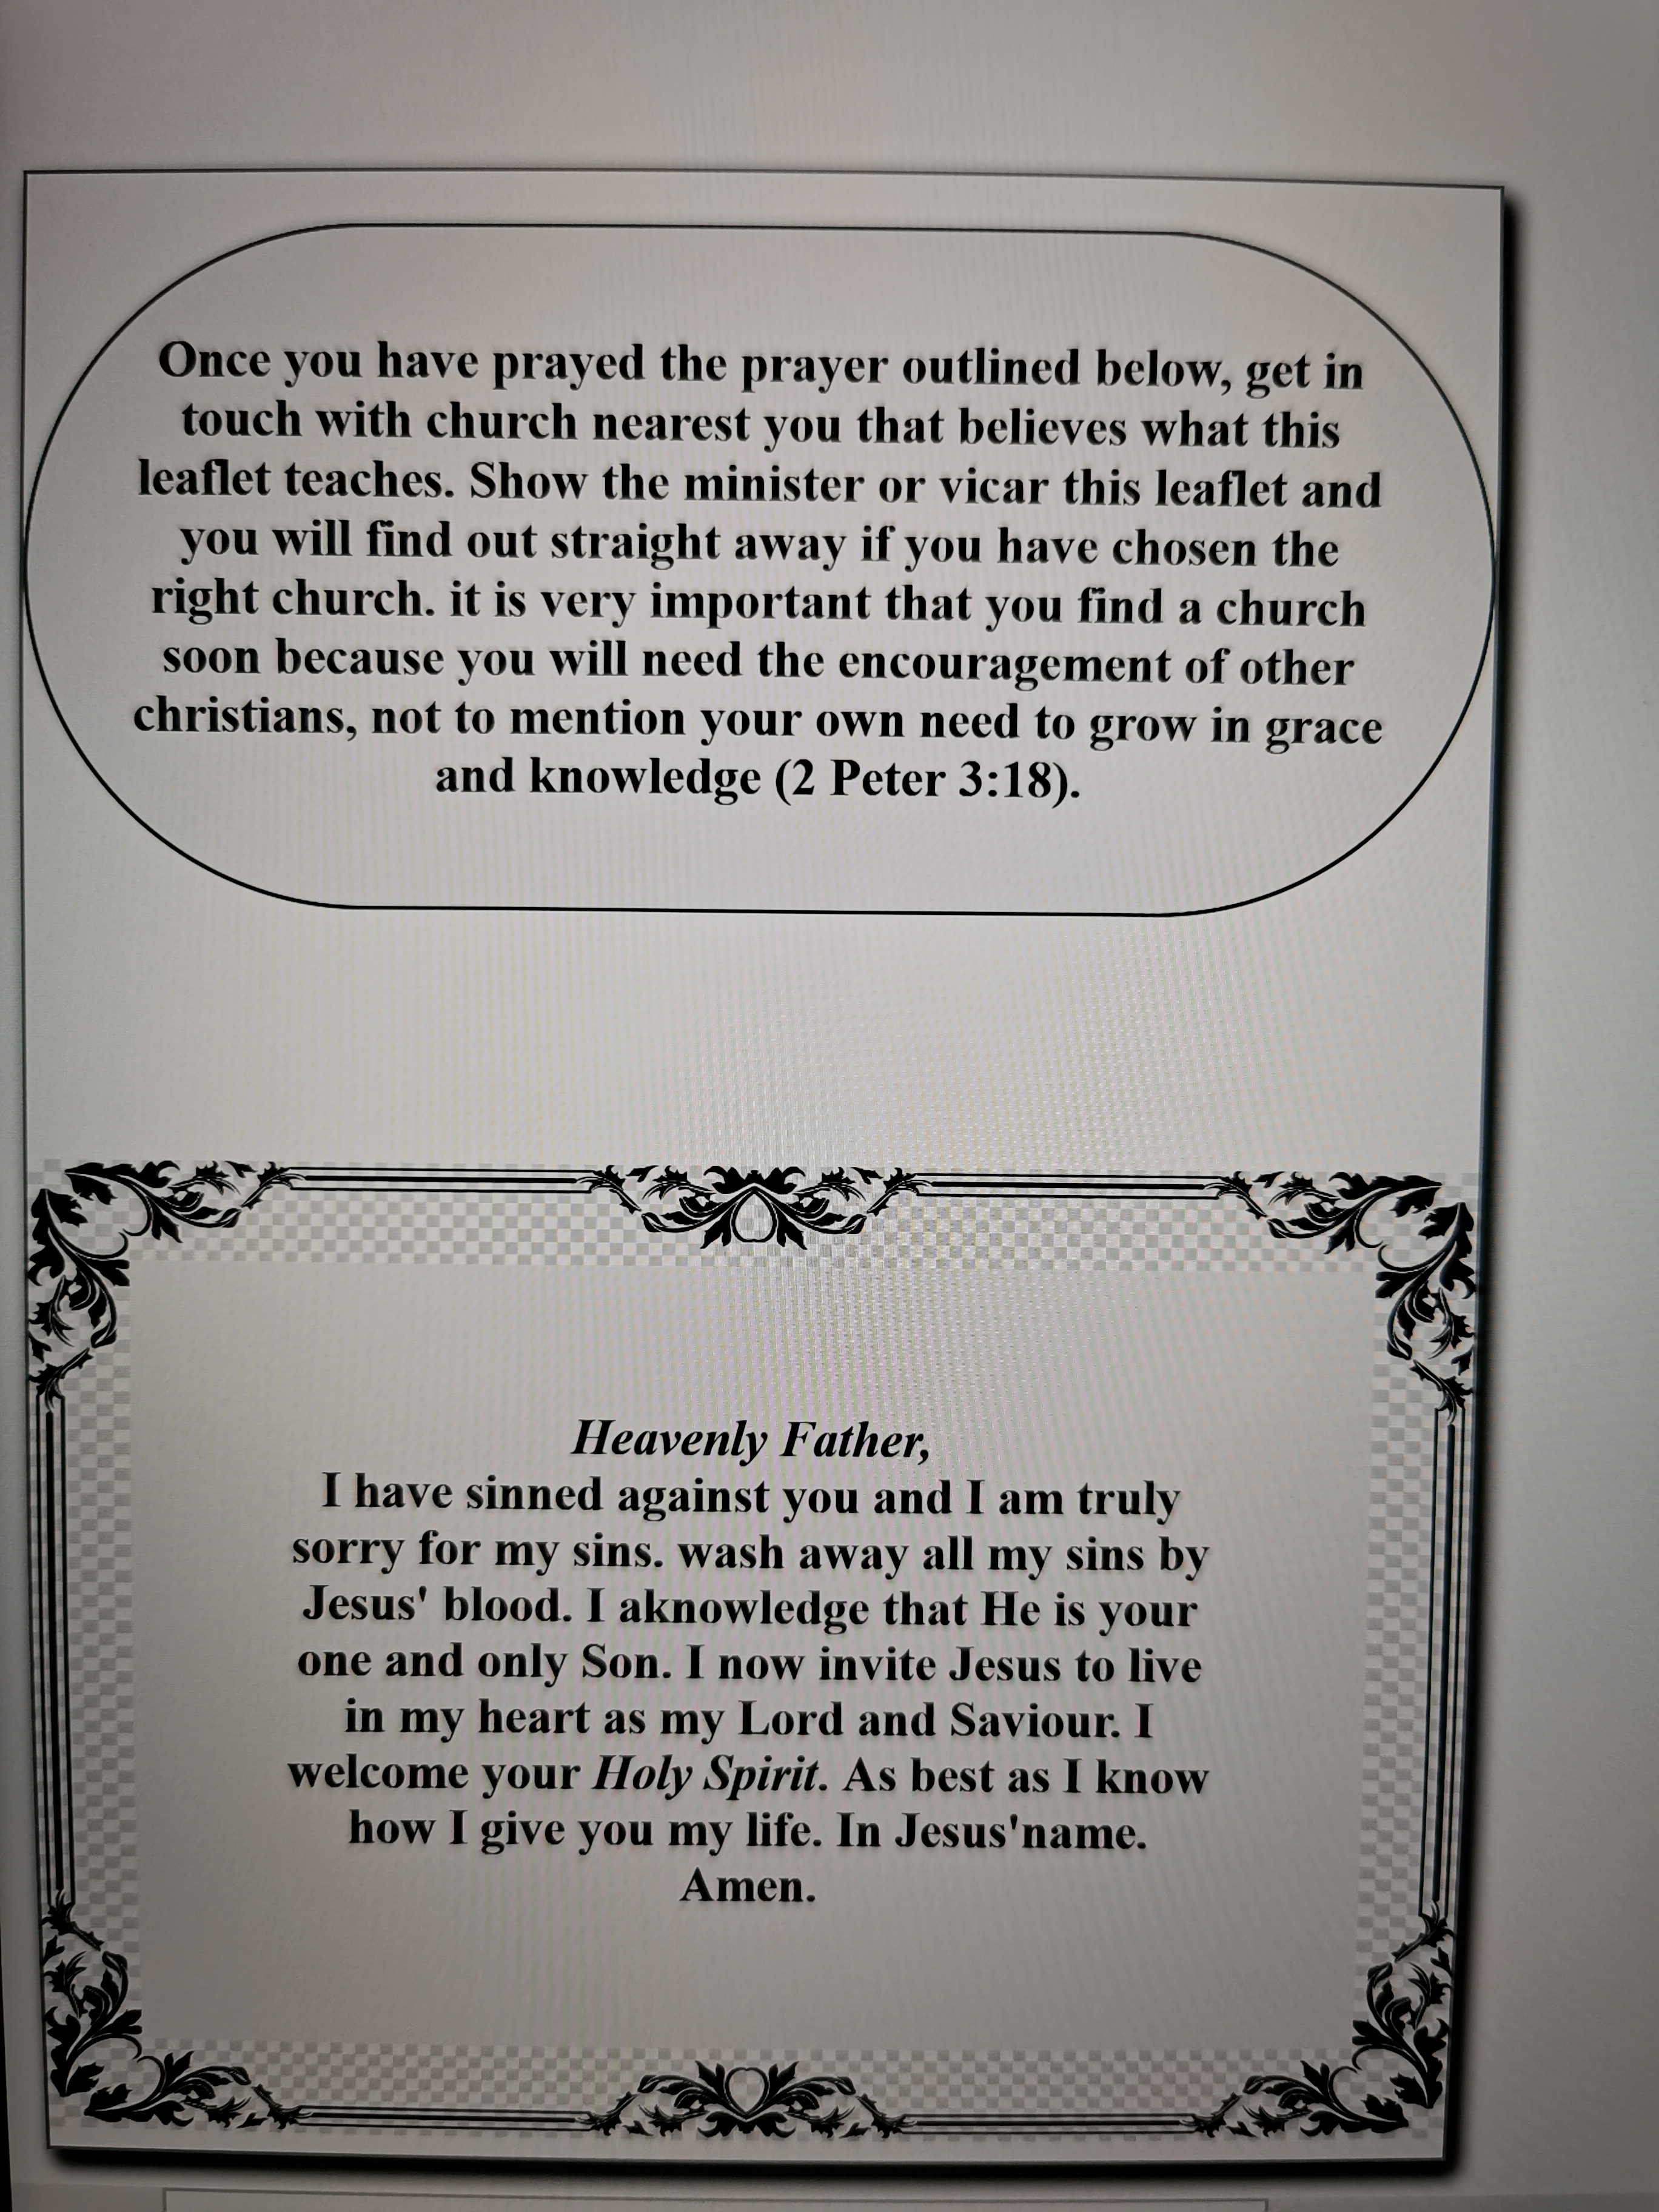 Once you have prayed the prayer outlined below, get in
touch with church nearest you that believes what this
leaflet teaches. Show the minister or vicar this leaflet and
you will find out straight away if you have chosen the
right church. it is very important that you find a church
soon because you will need the encouragement of other
christians, not to mention your own need to grow in grace
and knowledge (2 Peter 3:18).
Heavenly Father,
I have sinned against you and I am truly
sorry for my sins. wash away all my sins by
Jesus' blood. I aknowledge that He is your
one and only Son. I now invite Jesus to live
in my heart as my Lord and Saviour. I
welcome your Holy Spirit. As best as I know
how I give you my life. In Jesus'name.
Amen.